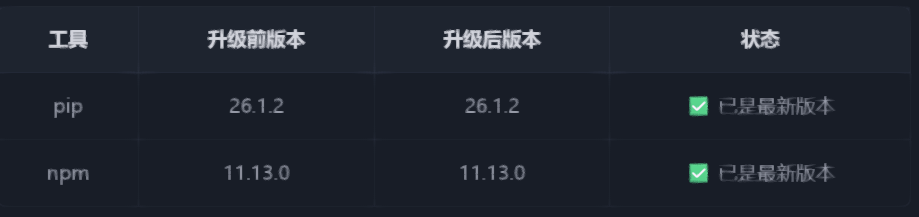 工具 升级前版本 升级后版本 状态
pip 26.1.2 26.1.2 ✅ 已是最新版本
npm 11.13.0 11.13.0 ✅ 已是最新版本